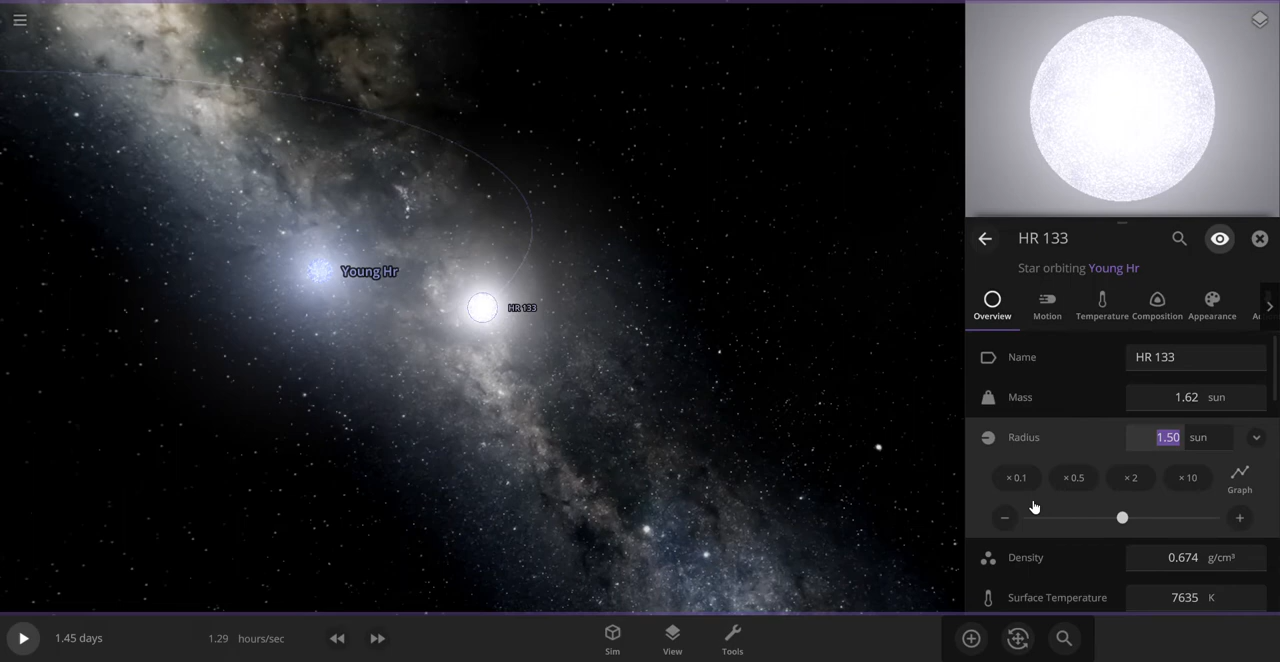 Young Hr
HR 133
HR 133
Star orbiting Young Hr
Overview
Motion
Temperature
Composition
Appearance
Name
HR 133
Mass
1.62 sun
Radius
1.50 sun
× 0.1
× 0.5
× 2
× 10
Graph
Density
0.674 g/cm³
Surface Temperature
7635 K
1.45 days
1.29 hours/sec
Sim
View
Tools